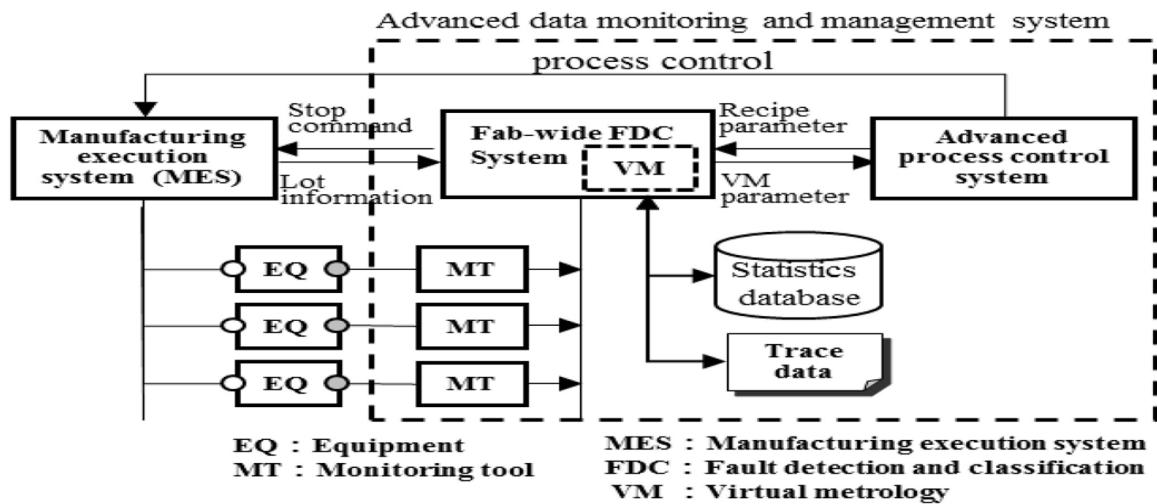 Advanced data monitoring and management system
process control
Stop
command
Recipe
parameter
Manufacturing
execution
system (MES)
Fab-wide FDC
System
VM
Advanced
process control
system
Lot
information
VM
parameter
EQ
MT
Statistics
database
EQ
MT
Trace
data
EQ
MT
EQ : Equipment
MT : Monitoring tool
MES : Manufacturing execution system
FDC : Fault detection and classification
VM : Virtual metrology